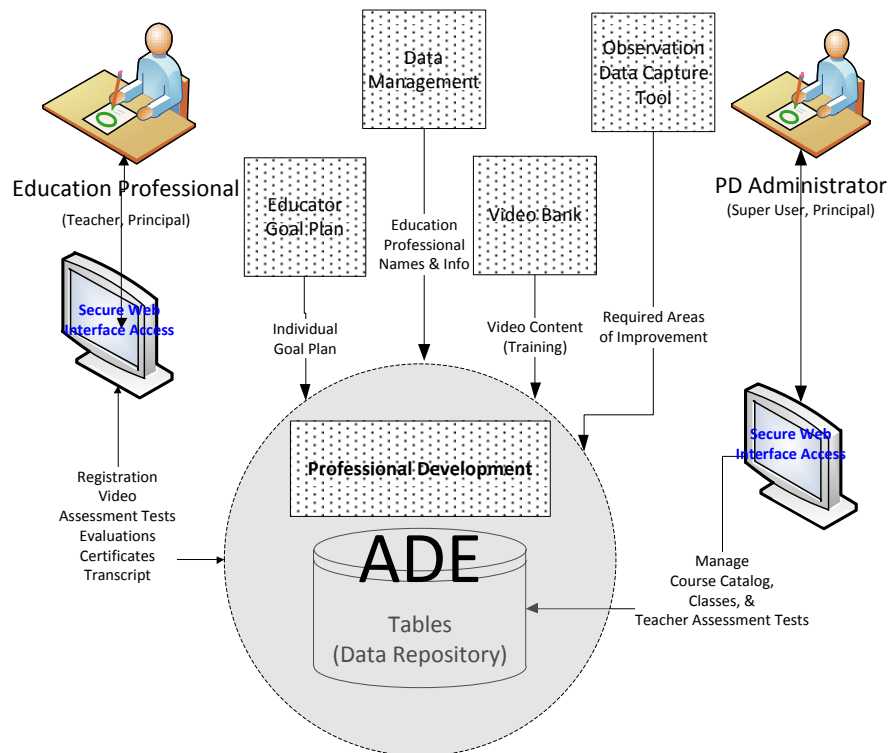 Data
Management
Observation
Data Capture
Tool
Education Professional
(Teacher, Principal)
PD Administrator
(Super User, Principal)
Educator
Goal Plan
Education
Professional
Names & Info
Video Bank
Secure Web
Interface Access
Individual
Goal Plan
Video Content
(Training)
Required Areas
of Improvement
Secure Web
Interface Access
Professional Development
Registration
Video
Assessment Tests
Evaluations
Certificates
Transcript
ADE
Tables
(Data Repository)
Manage
Course Catalog,
Classes, &
Teacher Assessment Tests